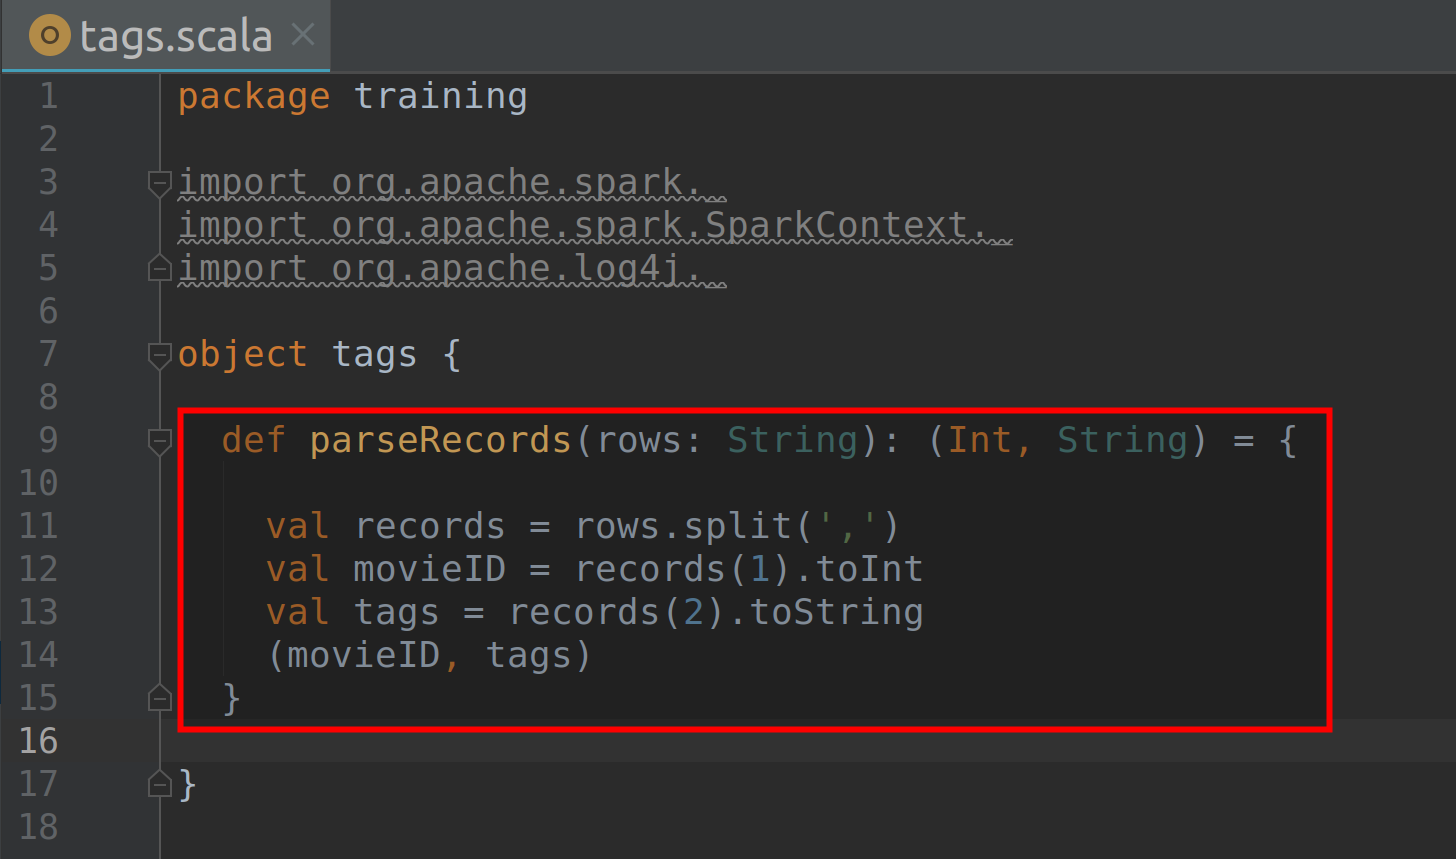 tags.scala
1 package training
2
3 import org.apache.spark._
4 import org.apache.spark.SparkContext._
5 import org.apache.log4j._
6
7 object tags {
8
9   def parseRecords(rows: String): (Int, String) = {
10
11     val records = rows.split(',')
12     val movieID = records(1).toInt
13     val tags = records(2).toString
14     (movieID, tags)
15   }
16
17 }
18